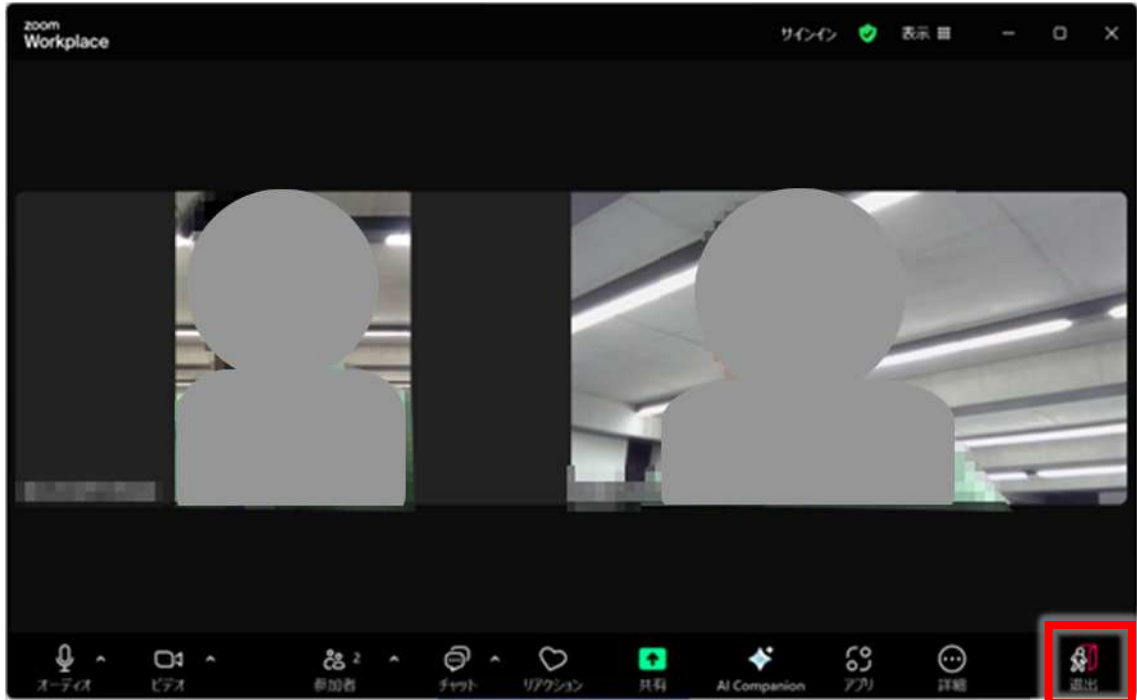 zoom
Workplace
サインイン
表示
オーディオ
ビデオ
参加者
2
チャット
リアクション
共有
AI Companion
アプリ
詳細
退出